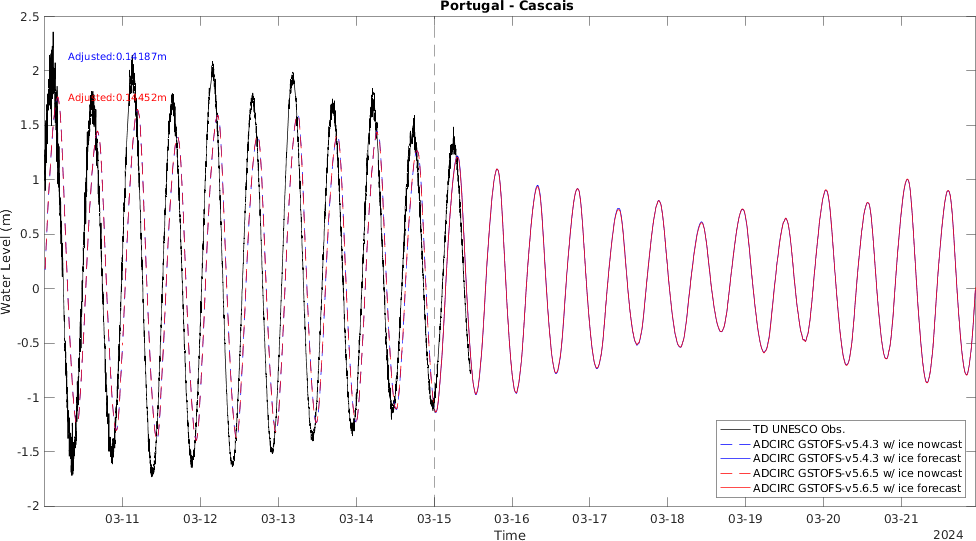 Portugal - Cascais
2.5
2
1.5
1
0.5
0
-0.5
-1
-1.5
-2
Water Level (m)
Adjusted:0.14187m
Adjusted:0.14452m
TD UNESCO Obs.
ADCIRC GSTOFS-v5.4.3 w/ ice nowcast
ADCIRC GSTOFS-v5.4.3 w/ ice forecast
ADCIRC GSTOFS-v5.6.5 w/ ice nowcast
ADCIRC GSTOFS-v5.6.5 w/ ice forecast
03-11 03-12 03-13 03-14 03-15 03-16 03-17 03-18 03-19 03-20 03-21
Time
2024